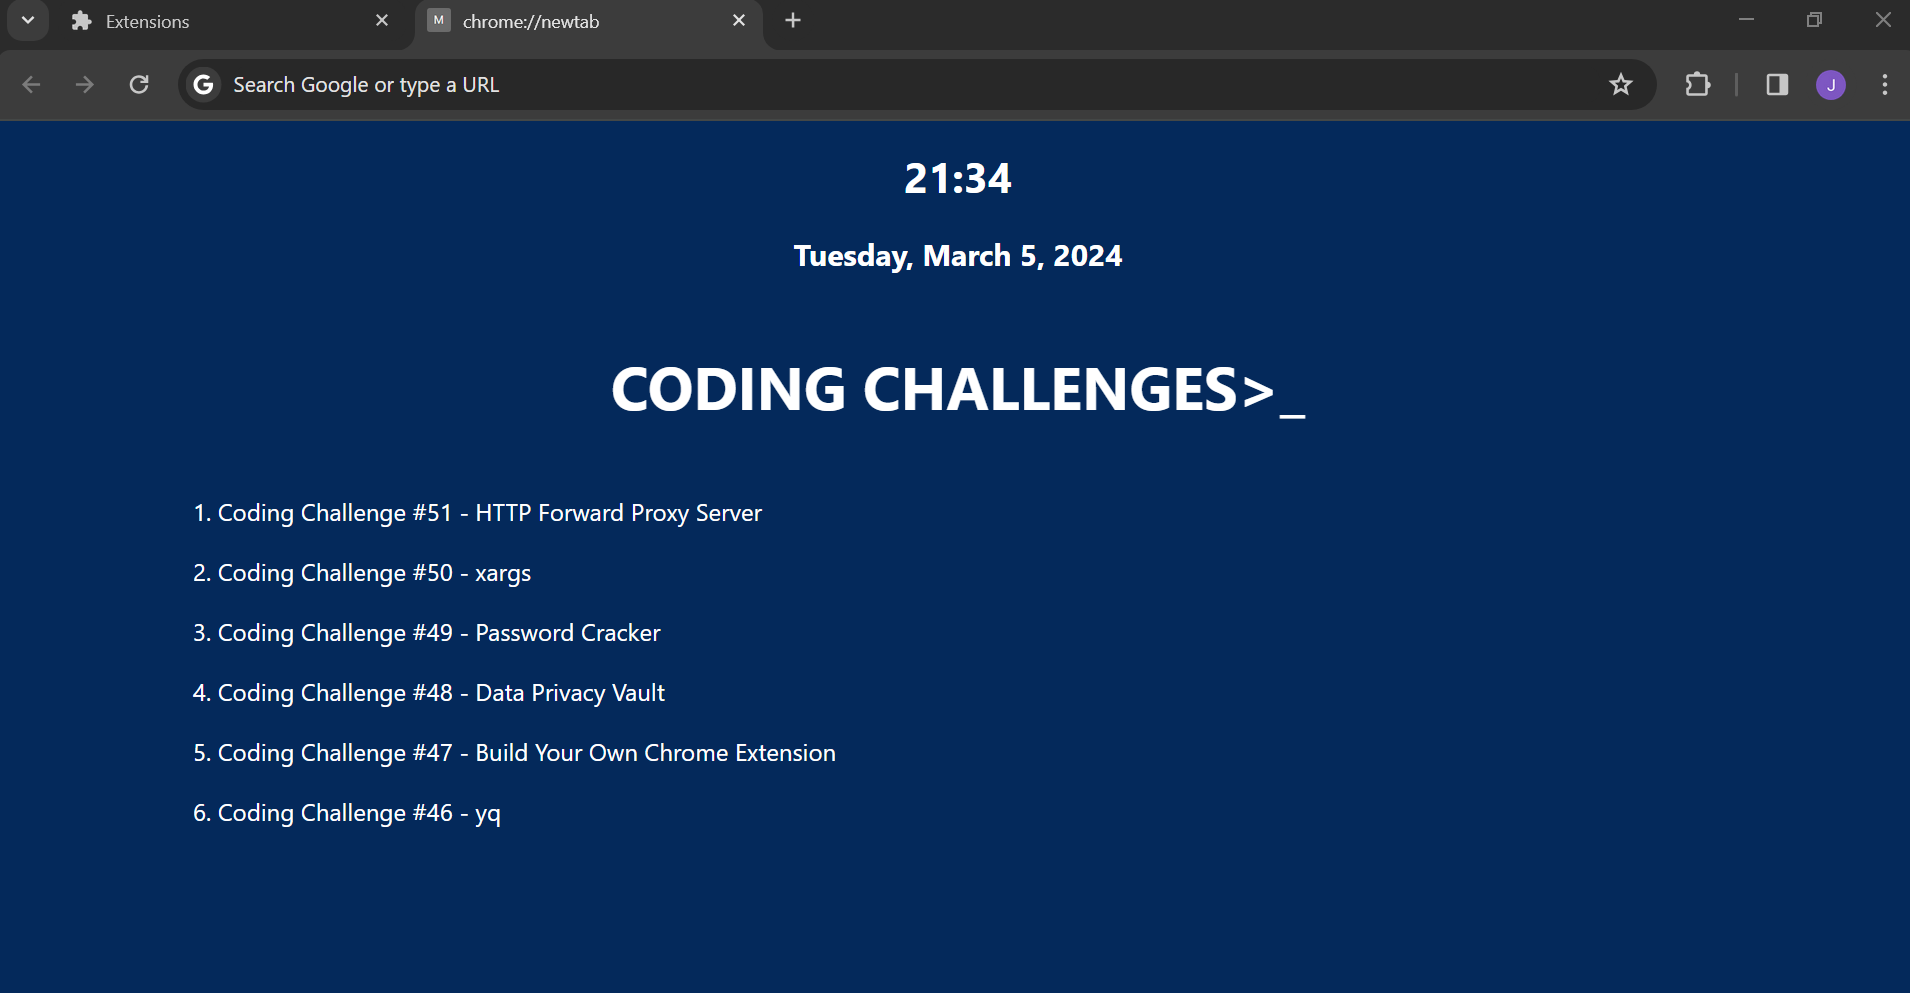 Extensions
M
chrome://newtab
G
Search Google or type a URL
J
21:34
Tuesday, March 5, 2024
CODING CHALLENGES>_
1. Coding Challenge #51 - HTTP Forward Proxy Server
2. Coding Challenge #50 - xargs
3. Coding Challenge #49 - Password Cracker
4. Coding Challenge #48 - Data Privacy Vault
5. Coding Challenge #47 - Build Your Own Chrome Extension
6. Coding Challenge #46 - yq